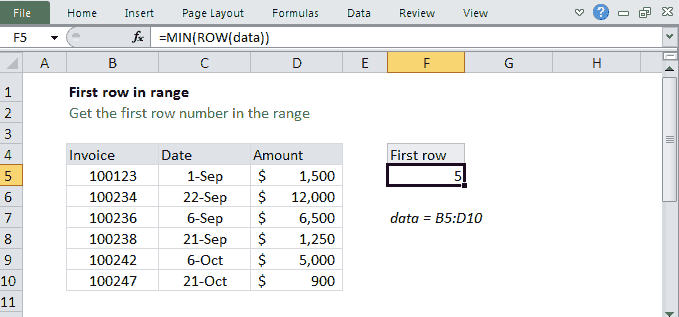 File Home Insert Page Layout Formulas Data Review View ?
F5 fx =MIN(ROW(data))
A B C D E F G H
1 First row in range
2 Get the first row number in the range
3
4 Invoice Date Amount First row
5 100123 1-Sep $ 1,500 5
6 100234 22-Sep $ 12,000
7 100236 6-Sep $ 6,500 data = B5:D10
8 100238 21-Sep $ 1,250
9 100242 6-Oct $ 5,000
10 100247 21-Oct $ 900
11